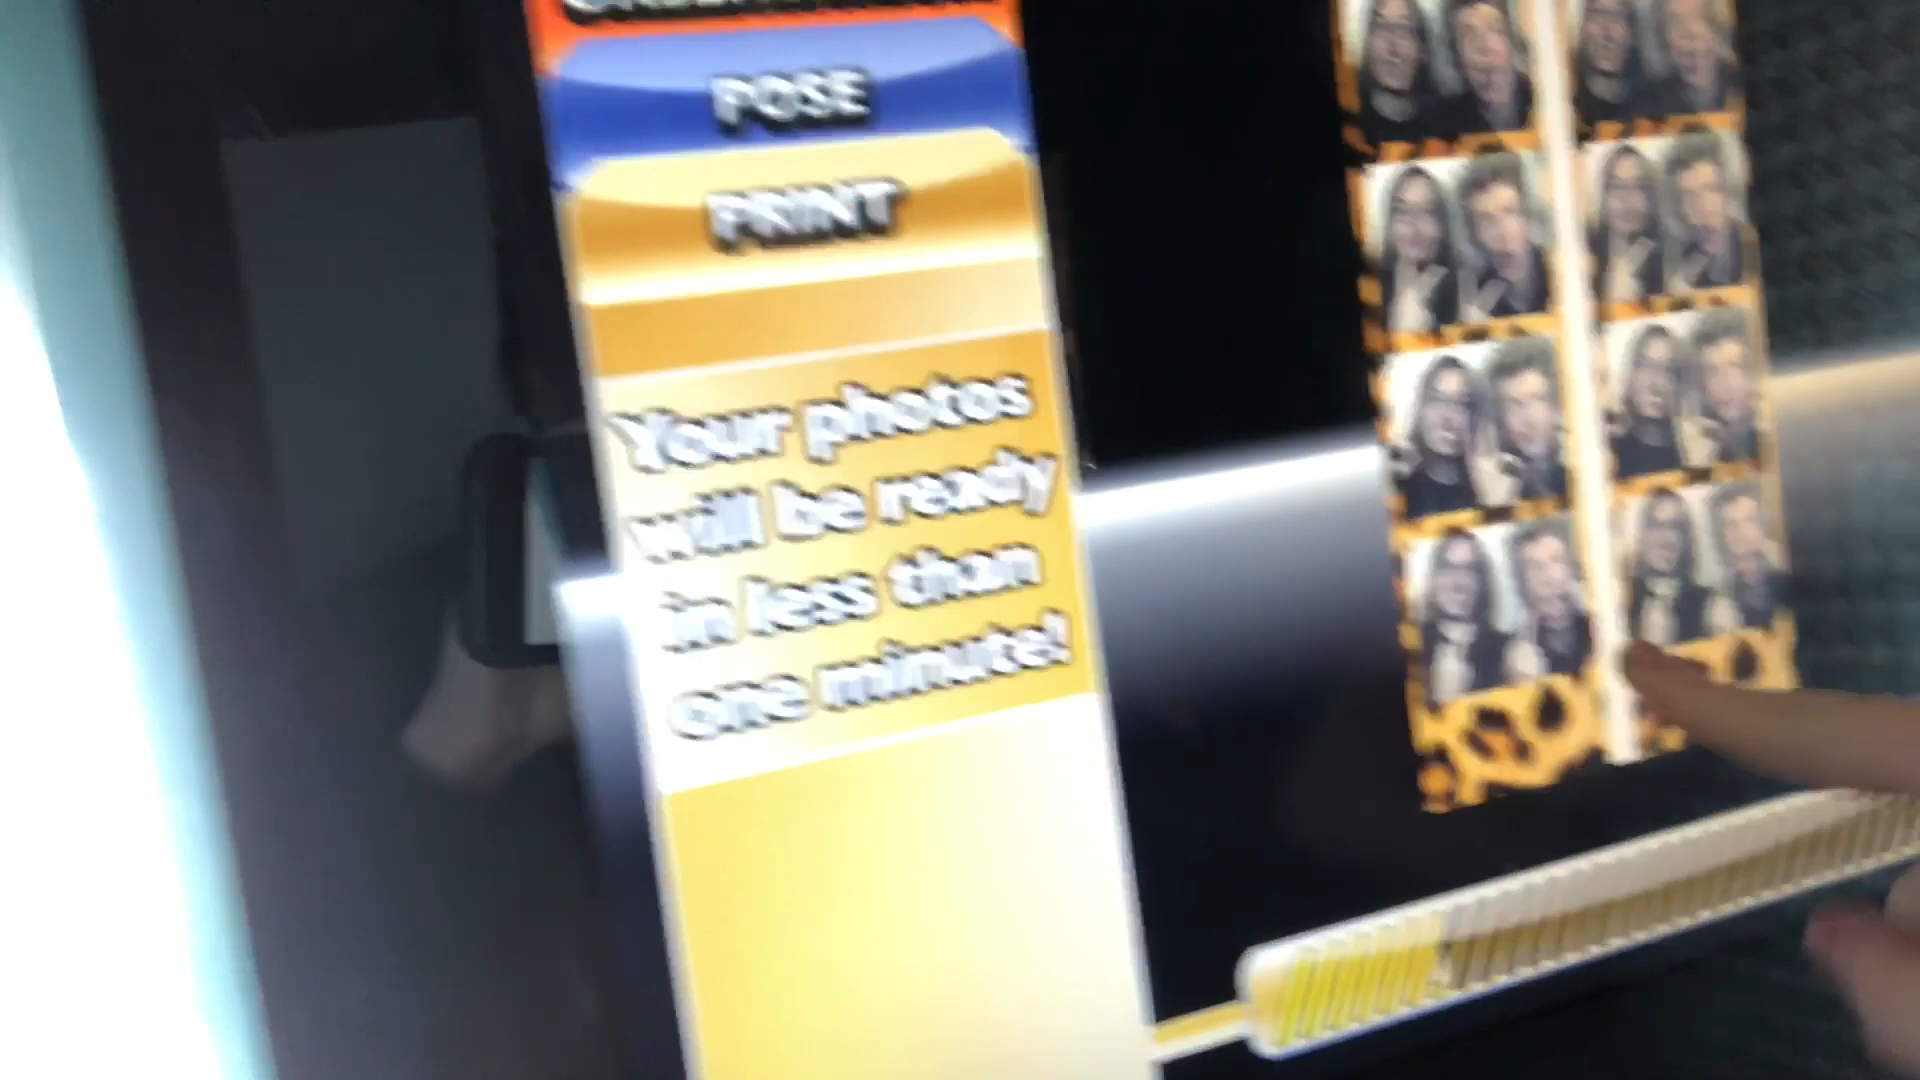 POSE
PRINT
Your photos
will be ready
in less than
one minute!